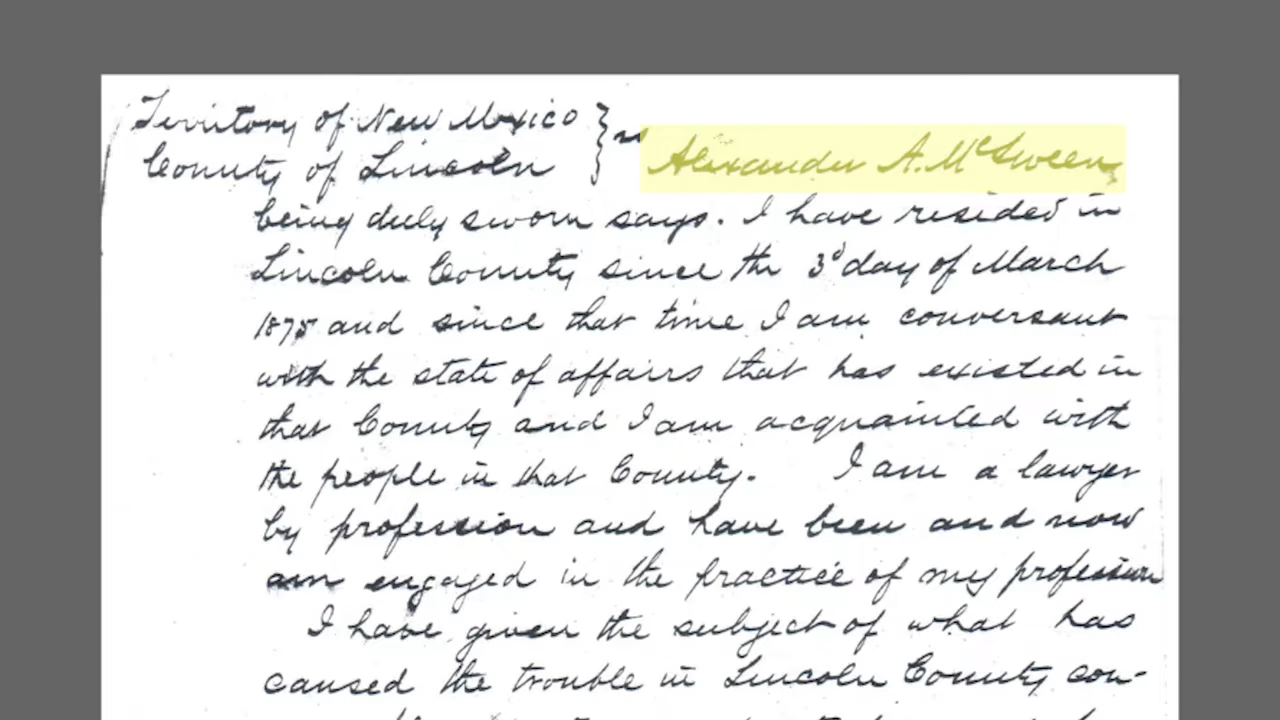 Territory of New Mexico } ss Alexander A. McSween
County of Lincoln
being duly sworn says. I have resided in
Lincoln County since the 3d day of March
1875 and since that time I am conversant
with the state of affairs that has existed in
that County and I am acquainted with
the people in that County. I am a lawyer
by profession and have been and now
am engaged in the practice of my profession
I have given the subject of what has
caused the trouble in Lincoln County con-